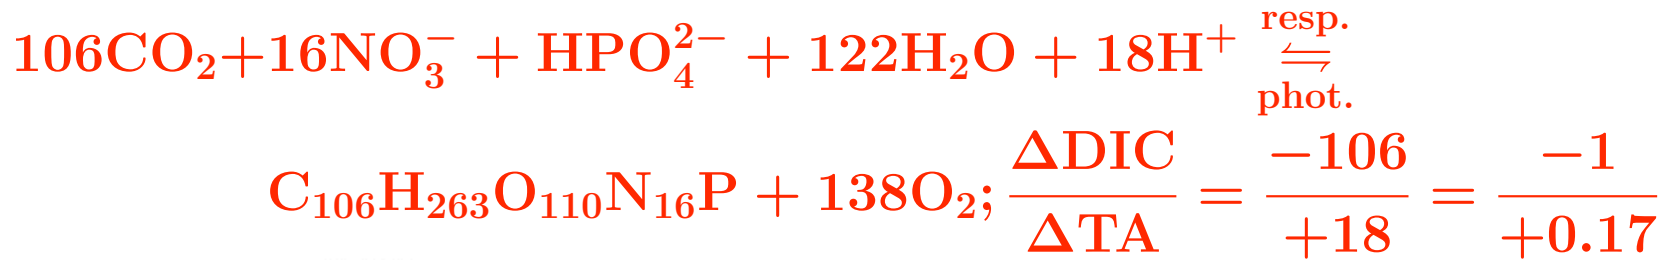 106CO₂+16NO₃⁻ + HPO₄²⁻ + 122H₂O + 18H⁺ resp. ⇋ phot.
C₁₀₆H₂₆₃O₁₁₀N₁₆P + 138O₂; ΔDIC/ΔTA = −106/+18 = −1/+0.17